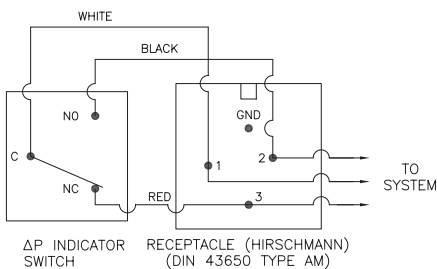 WHITE
BLACK
NO
GND
C
1
2
TO
SYSTEM
NC
RED
3
ΔP INDICATOR
SWITCH
RECEPTACLE (HIRSCHMANN)
(DIN 43650 TYPE AM)